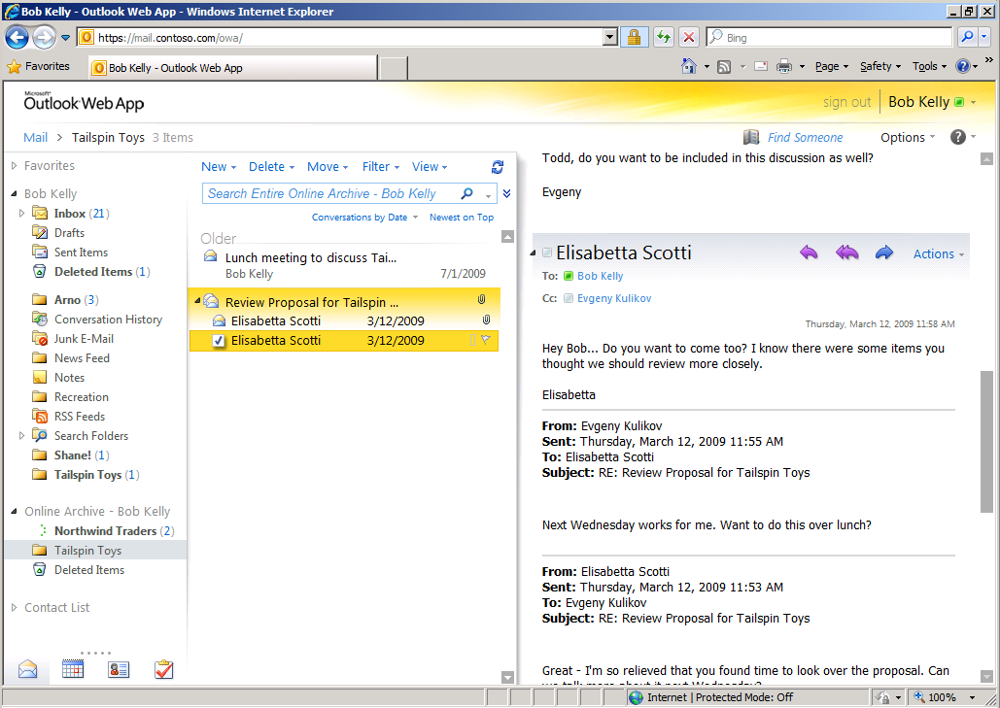 Bob Kelly - Outlook Web App - Windows Internet Explorer
https://mail.contoso.com/owa/
Bing
Favorites
Bob Kelly - Outlook Web App
Page
Safety
Tools
Microsoft®
Outlook Web App
sign out
Bob Kelly
Mail > Tailspin Toys 3 Items
Find Someone
Options
Favorites
Bob Kelly
Inbox (21)
Drafts
Sent Items
Deleted Items (1)
Arno (3)
Conversation History
Junk E-Mail
News Feed
Notes
Recreation
RSS Feeds
Search Folders
Shane! (1)
Tailspin Toys (1)
Online Archive - Bob Kelly
Northwind Traders (2)
Tailspin Toys
Deleted Items
Contact List
New
Delete
Move
Filter
View
Search Entire Online Archive - Bob Kelly
Conversations by Date
Newest on Top
Older
Lunch meeting to discuss Tai...
Bob Kelly 7/1/2009
Review Proposal for Tailspin ...
Elisabetta Scotti 3/12/2009
Elisabetta Scotti 3/12/2009
Todd, do you want to be included in this discussion as well?
Evgeny
Elisabetta Scotti
Actions
To: Bob Kelly
Cc: Evgeny Kulikov
Thursday, March 12, 2009 11:58 AM
Hey Bob... Do you want to come too? I know there were some items you
thought we should review more closely.
Elisabetta
From: Evgeny Kulikov
Sent: Thursday, March 12, 2009 11:55 AM
To: Elisabetta Scotti
Subject: RE: Review Proposal for Tailspin Toys
Next Wednesday works for me. Want to do this over lunch?
From: Elisabetta Scotti
Sent: Thursday, March 12, 2009 11:53 AM
To: Evgeny Kulikov
Subject: RE: Review Proposal for Tailspin Toys
Great - I'm so relieved that you found time to look over the proposal. Can
we talk more about it next Wednesday?
Internet | Protected Mode: Off
100%